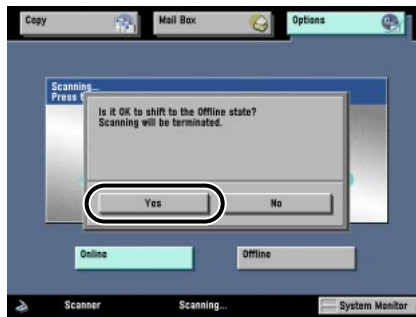 Copy
Mail Box
Options
Scanning...
Press t
Is it OK to shift to the Offline state?
Scanning will be terminated.
Yes
No
Online
Offline
Scanner
Scanning...
System Monitor